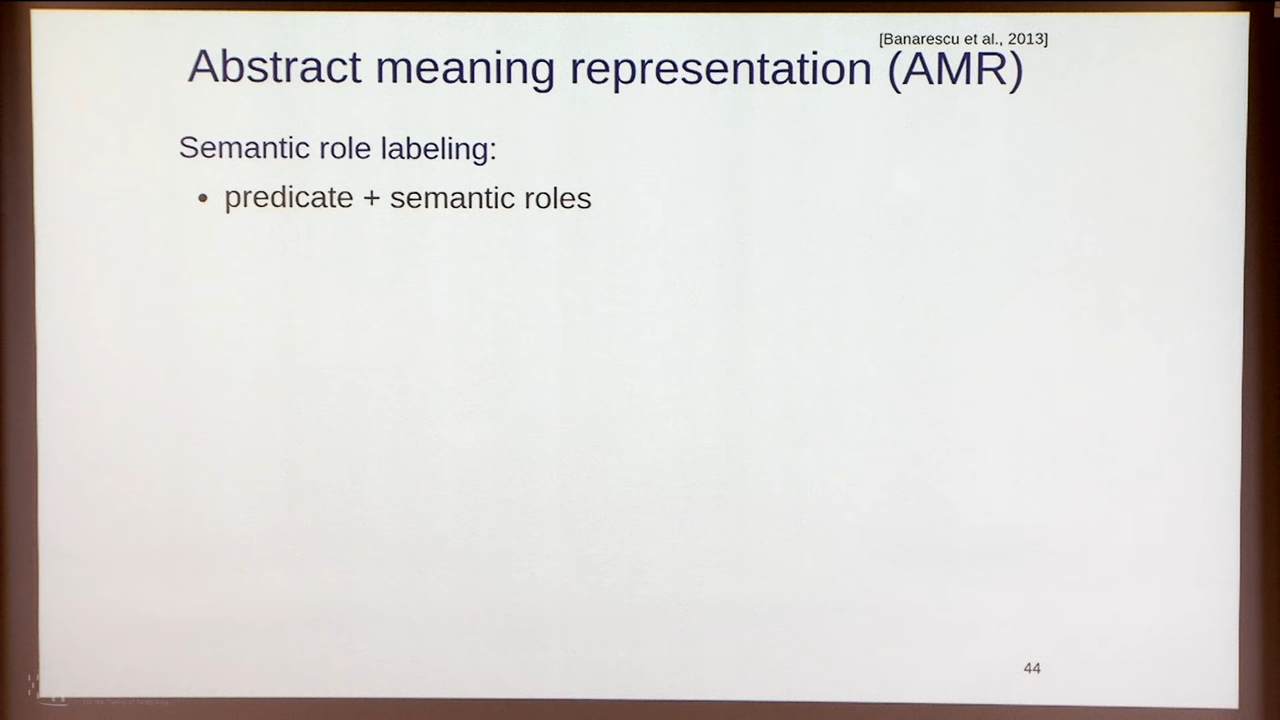 [Banarescu et al., 2013]
Abstract meaning representation (AMR)
Semantic role labeling:
• predicate + semantic roles
44